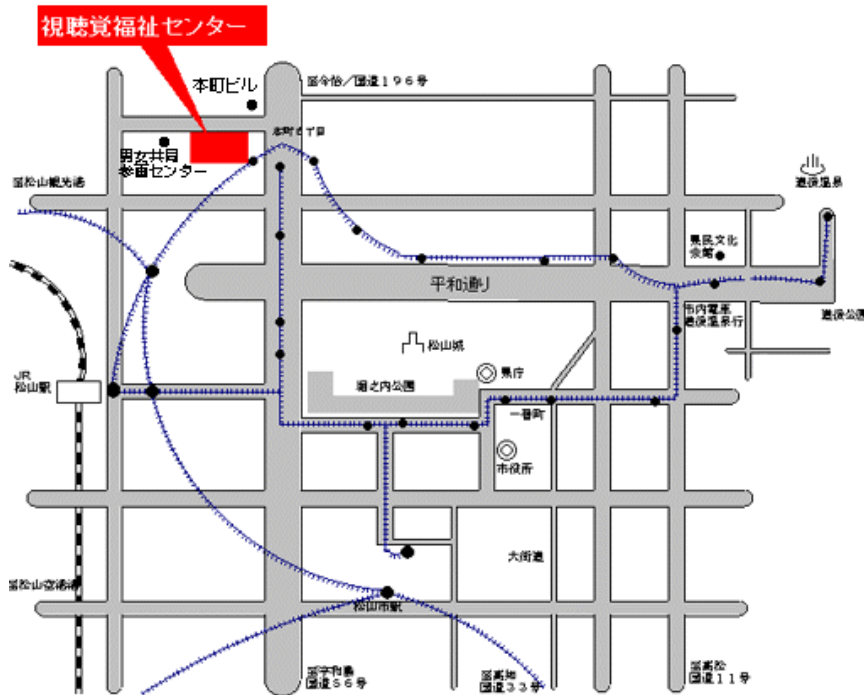 視聴覚福祉センター
本町ビル
至今治/国道196号
本町6丁目
男女共同
参画センター
至松山観光港
道後温泉
県民文化
会館
平和通り
市内電車
道後温泉行
道後公園
松山城
JR
松山駅
堀之内公園
県庁
一番町
市役所
大街道
至松山空港
松山市駅
至宇和島
国道56号
至高知
国道33号
至高松
国道11号